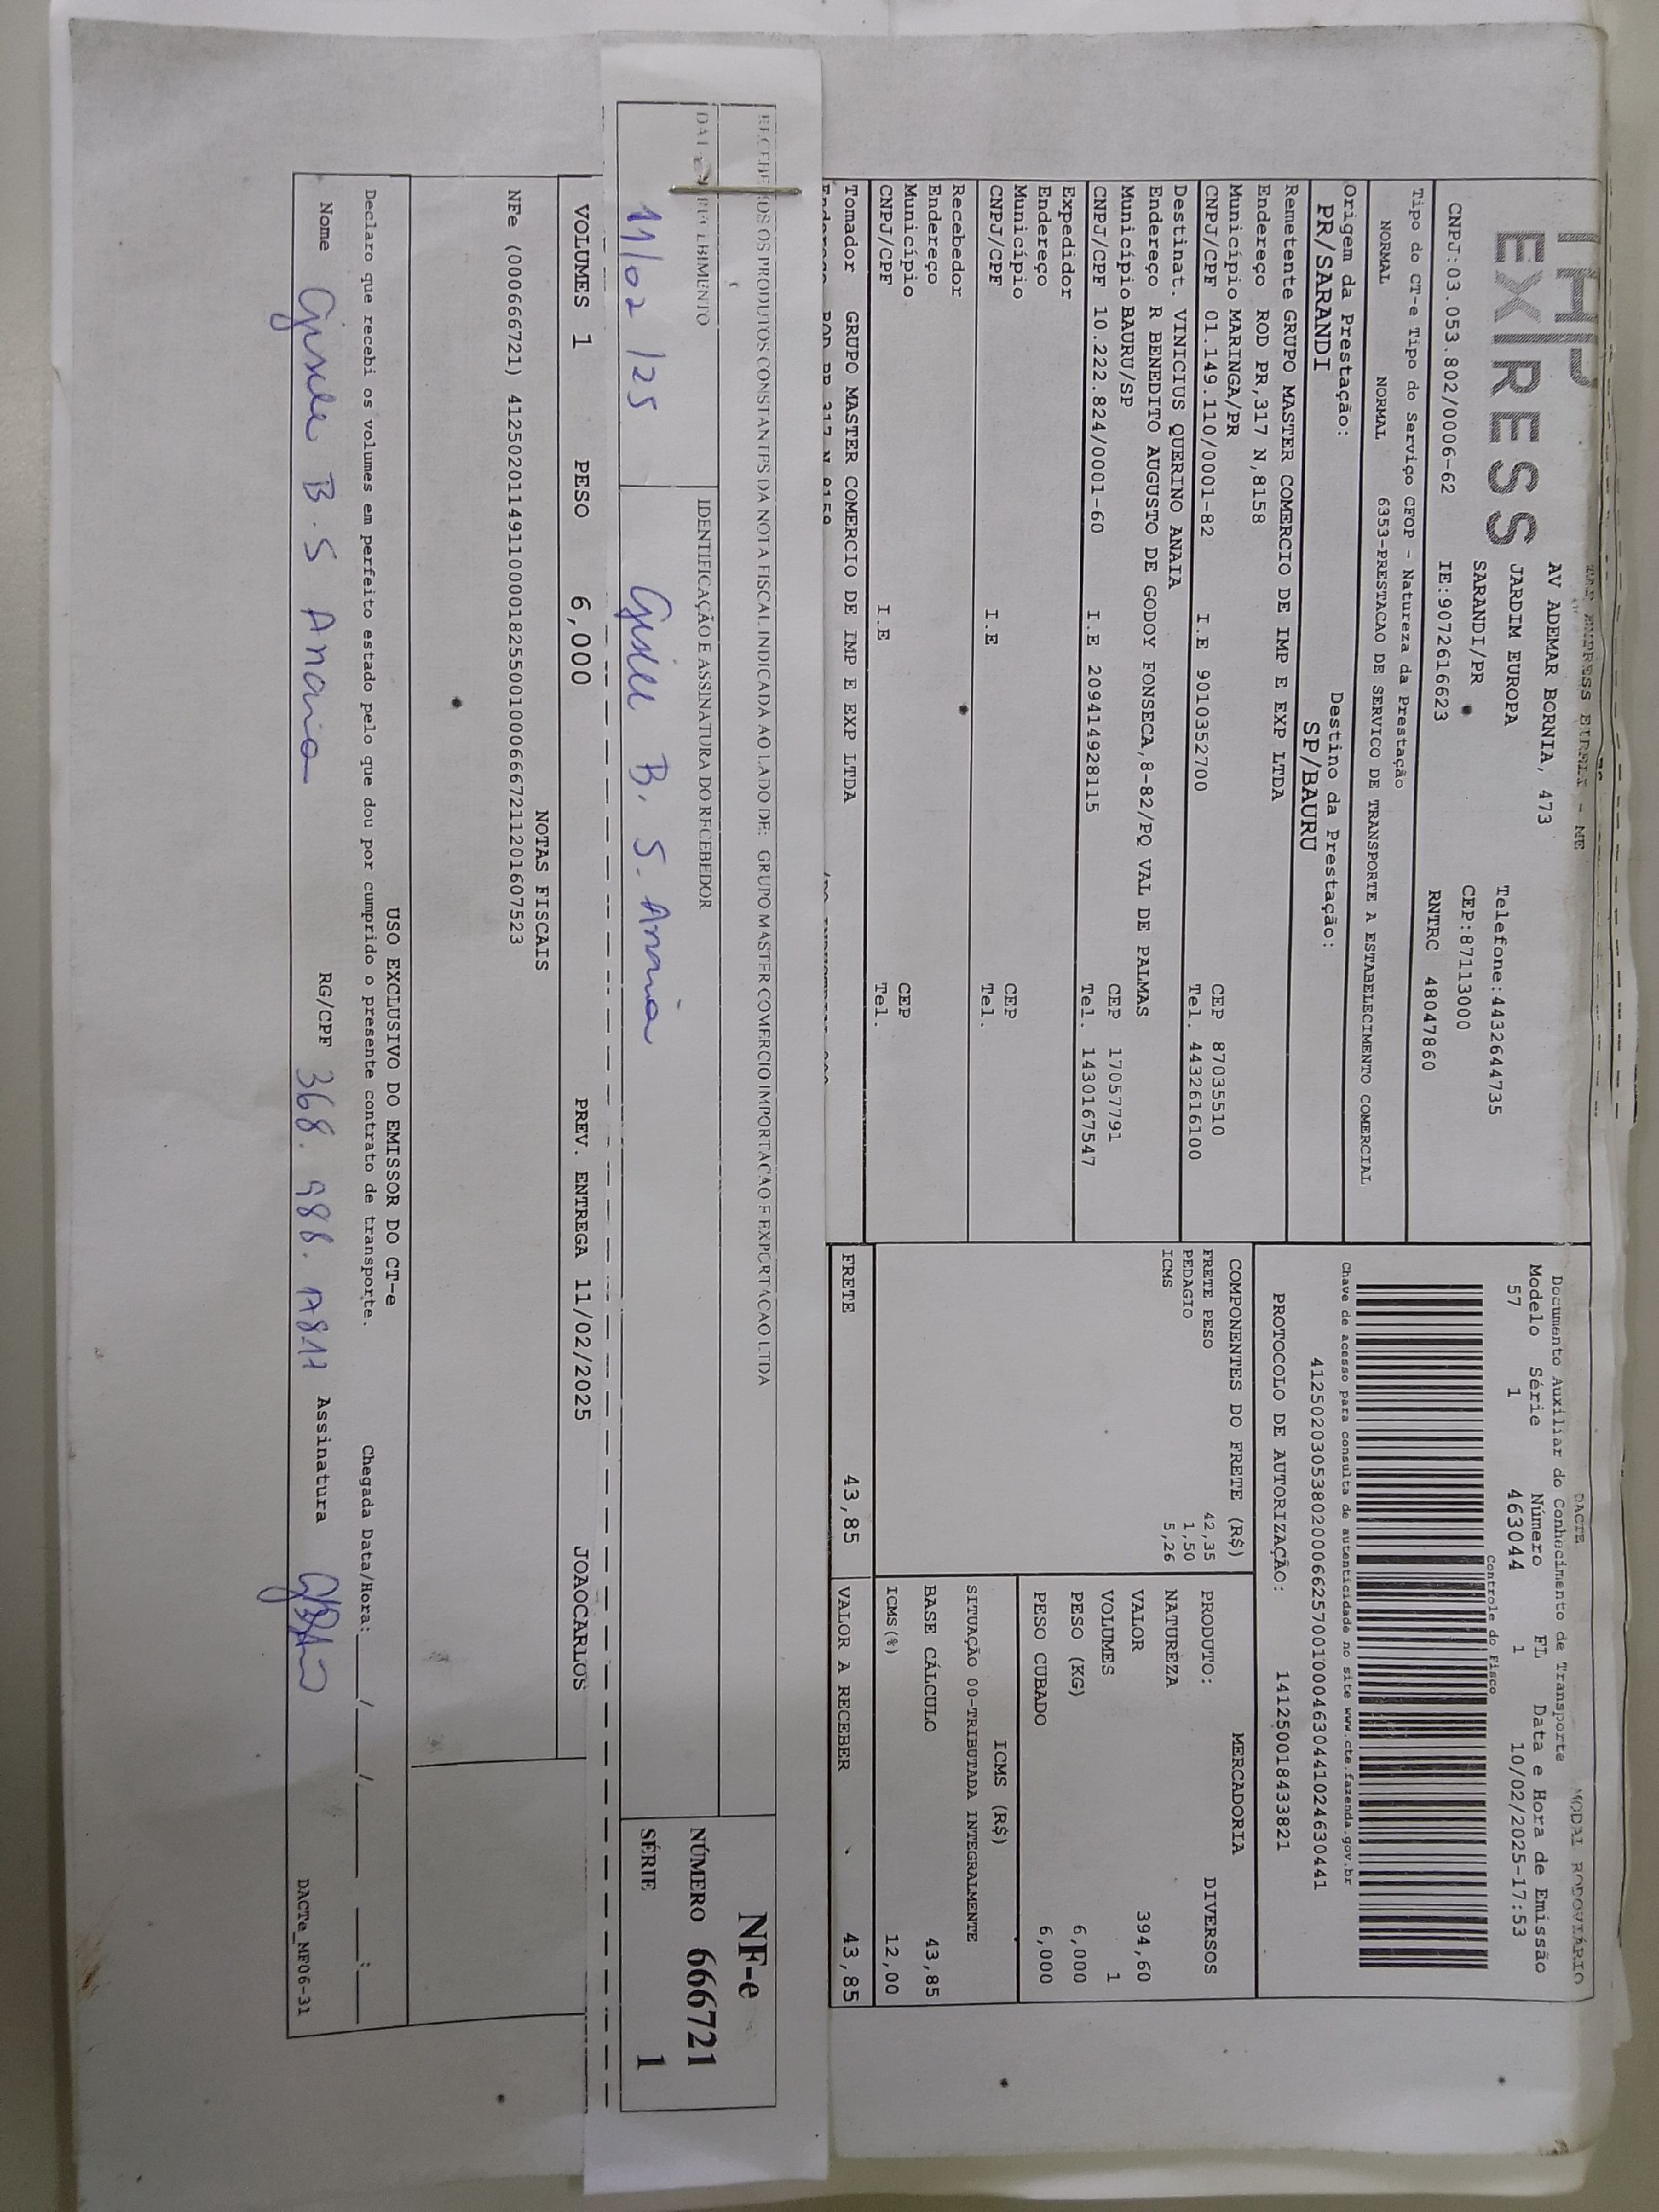 DACTE MODAL RODOVIÁRIO
EXPRESS
AV ADEMAR BORNIA, 473
JARDIM EUROPA Telefone:4432644735
SARANDI/PR CEP:87113000
CNPJ:03.053.802/0006-62 IE:9072616623 RNTRC 48047860
Documento Auxiliar do Conhecimento de Transporte
Modelo Série Número FL Data e Hora de Emissão
57 1 463044 1 10/02/2025-17:53
Controle do Fisco
Tipo do CT-e Tipo do Serviço CFOP - Natureza da Prestação
NORMAL NORMAL 6353-PRESTACAO DE SERVICO DE TRANSPORTE A ESTABELECIMENTO COMERCIAL
Chave de acesso para consulta de autenticidade no site www.cte.fazenda.gov.br
41250203053802000662570010004630441024630441
Origem da Prestação: Destino da Prestação:
PR/SARANDI SP/BAURU
PROTOCOLO DE AUTORIZAÇÃO: 141250018433821
Remetente GRUPO MASTER COMERCIO DE IMP E EXP LTDA
Endereço ROD PR,317 N,8158
Município MARINGA/PR CEP 87035510
CNPJ/CPF 01.149.110/0001-82 I.E 9010352700 Tel. 4432616100
Destinat. VINICIUS QUERINO ANAIA
Endereço R BENEDITO AUGUSTO DE GODOY FONSECA,8-82/PQ VAL DE PALMAS
Município BAURU/SP CEP 17057791
CNPJ/CPF 10.222.824/0001-60 I.E 209414928115 Tel. 1430167547
Expedidor
Endereço
Município CEP
CNPJ/CPF I.E Tel.
Recebedor
Endereço
Município CEP
CNPJ/CPF I.E Tel.
Tomador GRUPO MASTER COMERCIO DE IMP E EXP LTDA
COMPONENTES DO FRETE (R$)
FRETE PESO 42,35
PEDAGIO 1,50
ICMS 5,26
MERCADORIA
PRODUTO: DIVERSOS
NATUREZA
VALOR 394,60
VOLUMES 1
PESO (KG) 6,000
PESO CUBADO 6,000
ICMS (R$)
SITUAÇÃO 00-TRIBUTADA INTEGRALMENTE
BASE CÁLCULO 43,85
ICMS(%) 12,00
FRETE 43,85 VALOR A RECEBER 43,85
RECEBEMOS OS PRODUTOS CONSTANTES DA NOTA FISCAL INDICADA AO LADO DE: GRUPO MASTER COMERCIO IMPORTACAO E EXPORTACAO LTDA
DATA DE RECEBIMENTO IDENTIFICAÇÃO E ASSINATURA DO RECEBEDOR
11/02/25 Gisele B. S. Anaia
NF-e
NÚMERO 666721
SÉRIE 1
VOLUMES 1 PESO 6,000 PREV. ENTREGA 11/02/2025 JOAOCARLOS
NOTAS FISCAIS
NFe (000666721) 41250201149110000182550010006667211201607523
USO EXCLUSIVO DO EMISSOR DO CT-e
Declaro que recebi os volumes em perfeito estado pelo que dou por cumprido o presente contrato de transporte. Chegada Data/Hora:____/____/____ ___:___
Nome Gisele B. S Anaia RG/CPF Assinatura
DACTe_MF06-31